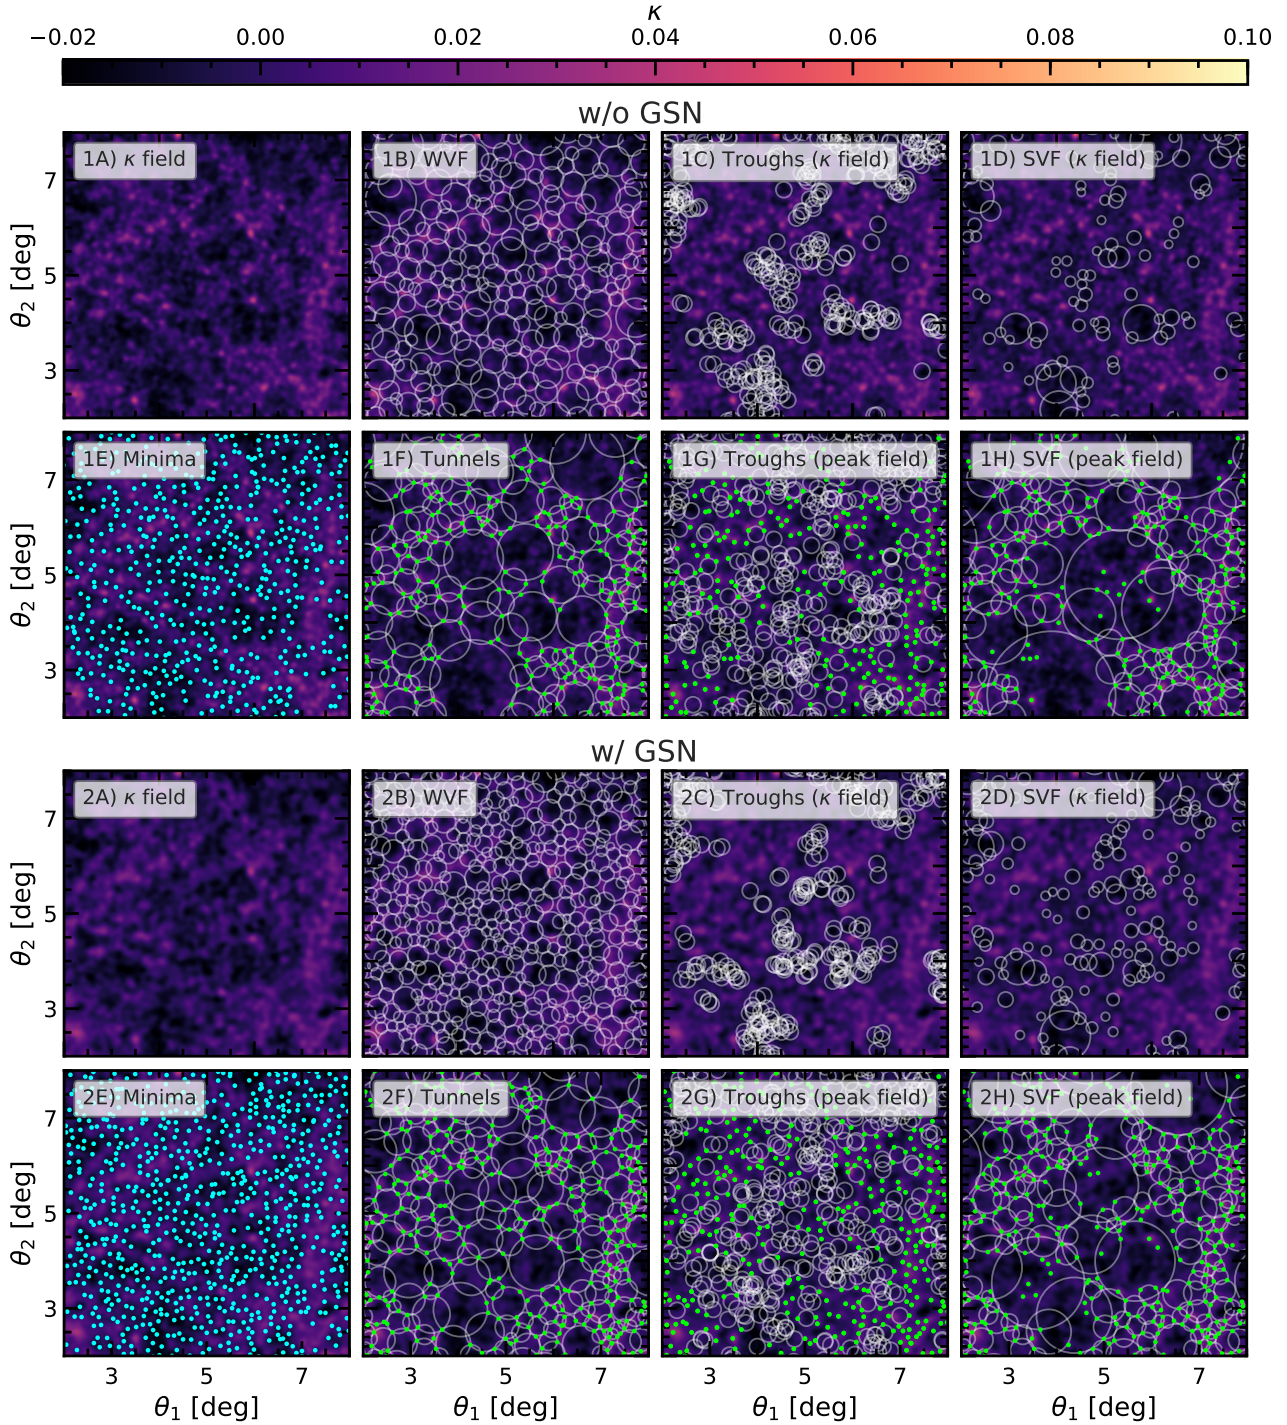 κ
−0.02 0.00 0.02 0.04 0.06 0.08 0.10
w/o GSN
1A) κ field 1B) WVF 1C) Troughs (κ field) 1D) SVF (κ field)
7
5
3
θ₂ [deg]
1E) Minima 1F) Tunnels 1G) Troughs (peak field) 1H) SVF (peak field)
7
5
3
θ₂ [deg]
w/ GSN
2A) κ field 2B) WVF 2C) Troughs (κ field) 2D) SVF (κ field)
7
5
3
θ₂ [deg]
2E) Minima 2F) Tunnels 2G) Troughs (peak field) 2H) SVF (peak field)
7
5
3
θ₂ [deg]
3 5 7 3 5 7 3 5 7 3 5 7
θ₁ [deg] θ₁ [deg] θ₁ [deg] θ₁ [deg]